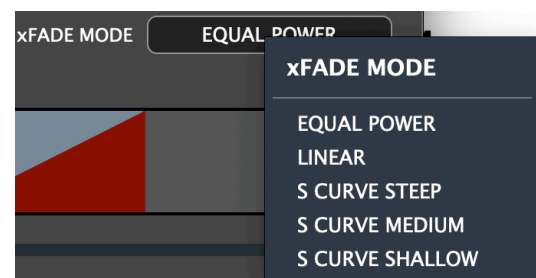 xFADE MODE EQUAL POWER
xFADE MODE
EQUAL POWER
LINEAR
S CURVE STEEP
S CURVE MEDIUM
S CURVE SHALLOW